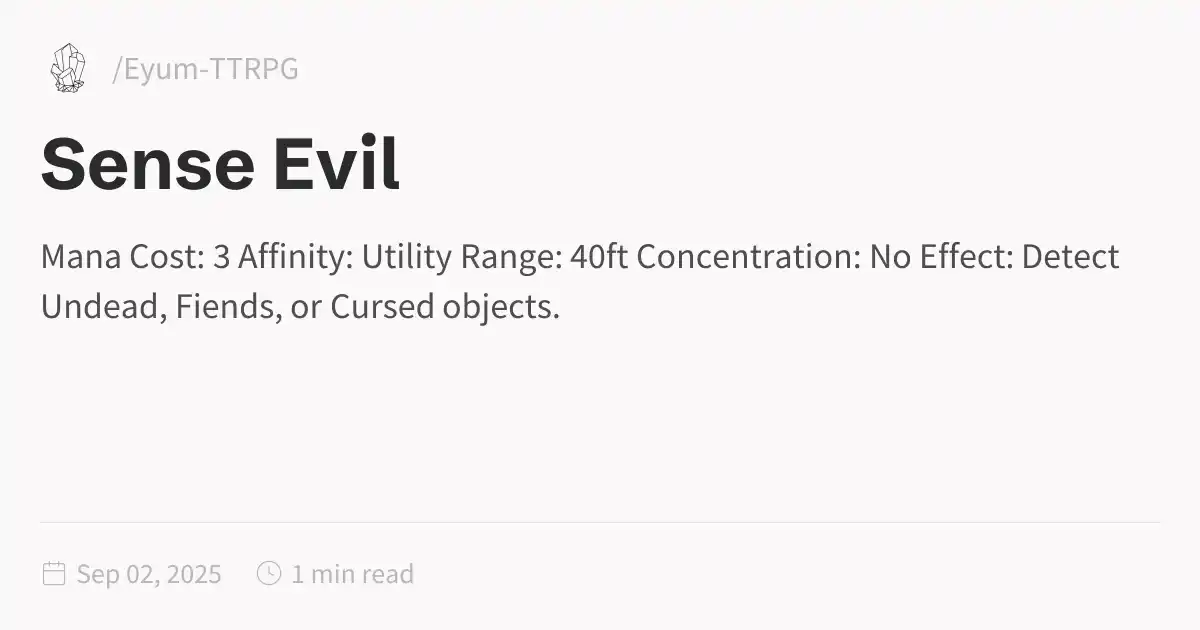 /Eyum-TTRPG
Sense Evil
Mana Cost: 3 Affinity: Utility Range: 40ft Concentration: No Effect: Detect
Undead, Fiends, or Cursed objects.
Sep 02, 2025 1 min read